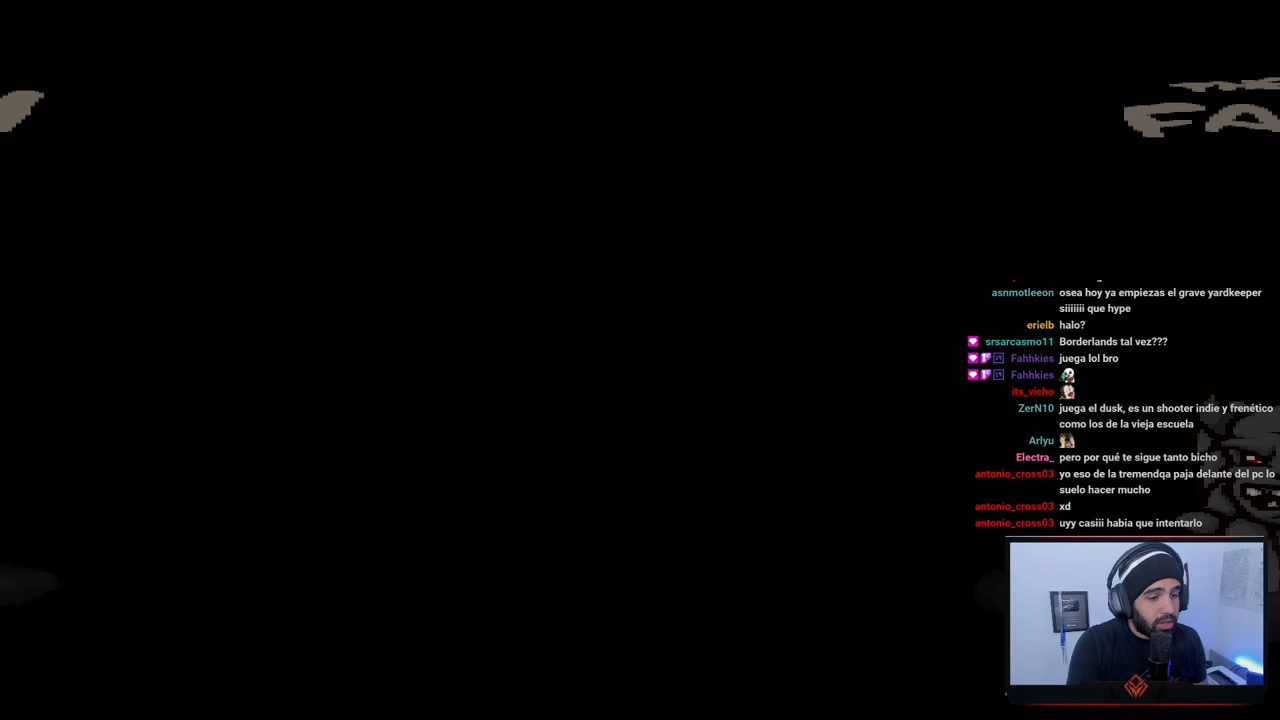 FA
asnmotleeon osea hoy ya empiezas el grave yardkeeper
siiiiiii que hype
erielb halo?
srsarcasmo11 Borderlands tal vez???
Fahhkies juega lol bro
Fahhkies
its_vicho
ZerN10 juega el dusk, es un shooter indie y frenético
como los de la vieja escuela
Arlyu
Electra_ pero por qué te sigue tanto bicho
antonio_cross03 yo eso de la tremendqa paja delante del pc lo
suelo hacer mucho
antonio_cross03 xd
antonio_cross03 uyy casiii habia que intentarlo